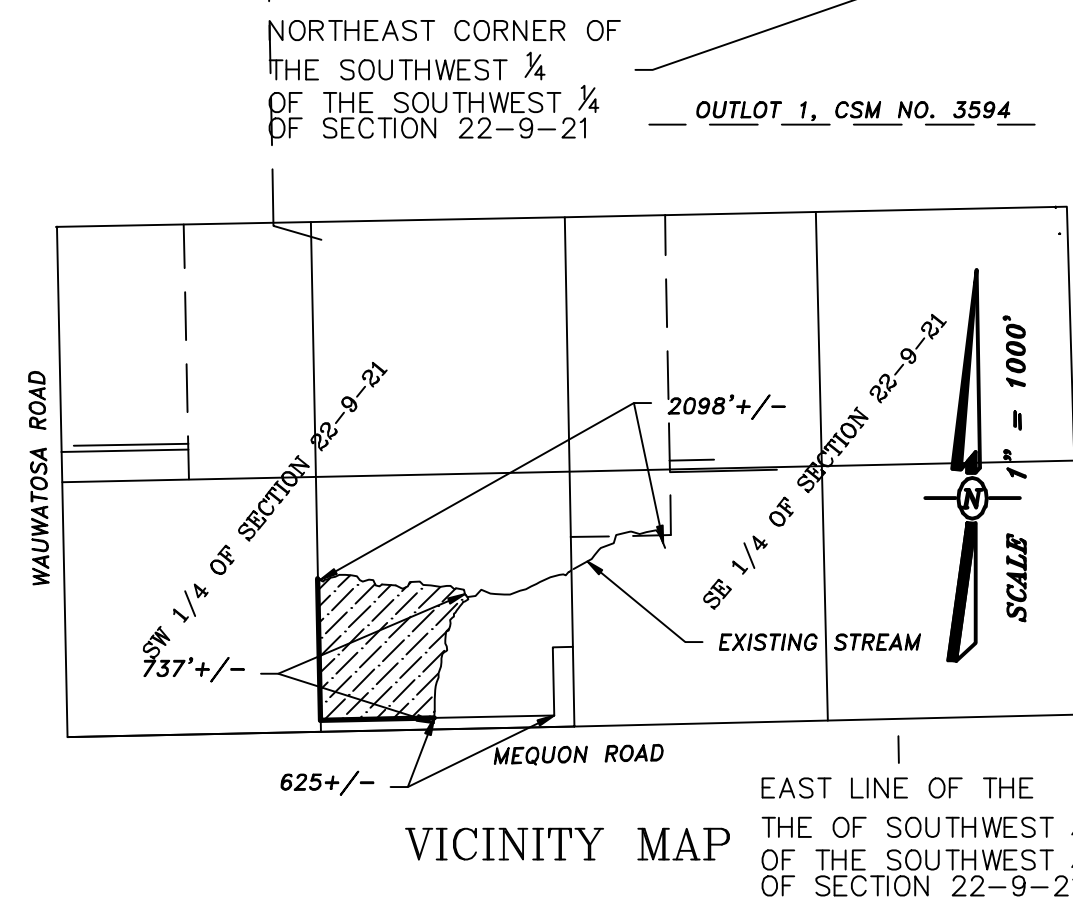 NORTHEAST CORNER OF
THE SOUTHWEST ¼
OF THE SOUTHWEST ¼
OF SECTION 22-9-21
OUTLOT 1, CSM NO. 3594
WAUWATOSA ROAD
SW 1/4 OF SECTION 22-9-21
2098'+/-
SE 1/4 OF SECTION 22-9-21
N
SCALE 1" = 1000'
737'+/-
EXISTING STREAM
625+/-
MEQUON ROAD
VICINITY MAP
EAST LINE OF THE
THE OF SOUTHWEST
OF THE SOUTHWEST
OF SECTION 22-9-2